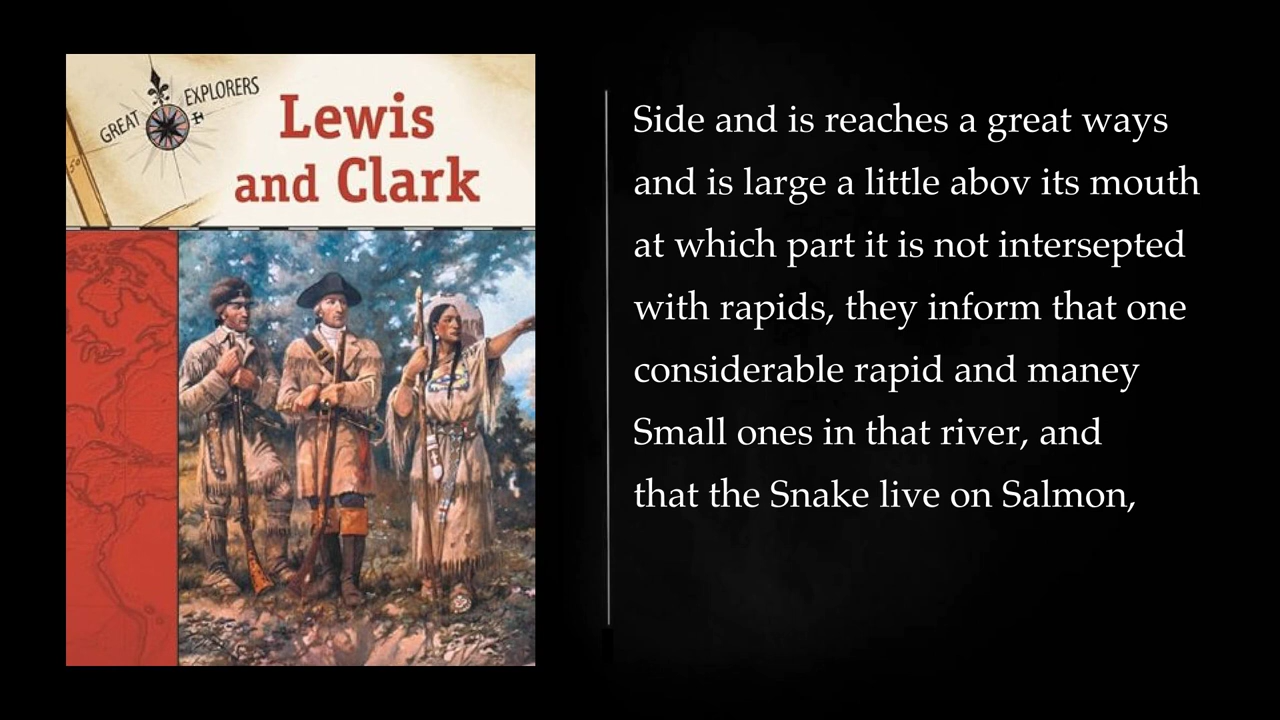 GREAT EXPLORERS
Lewis
and Clark
50
Side and is reaches a great ways
and is large a little abov its mouth
at which part it is not intersepted
with rapids, they inform that one
considerable rapid and maney
Small ones in that river, and
that the Snake live on Salmon,